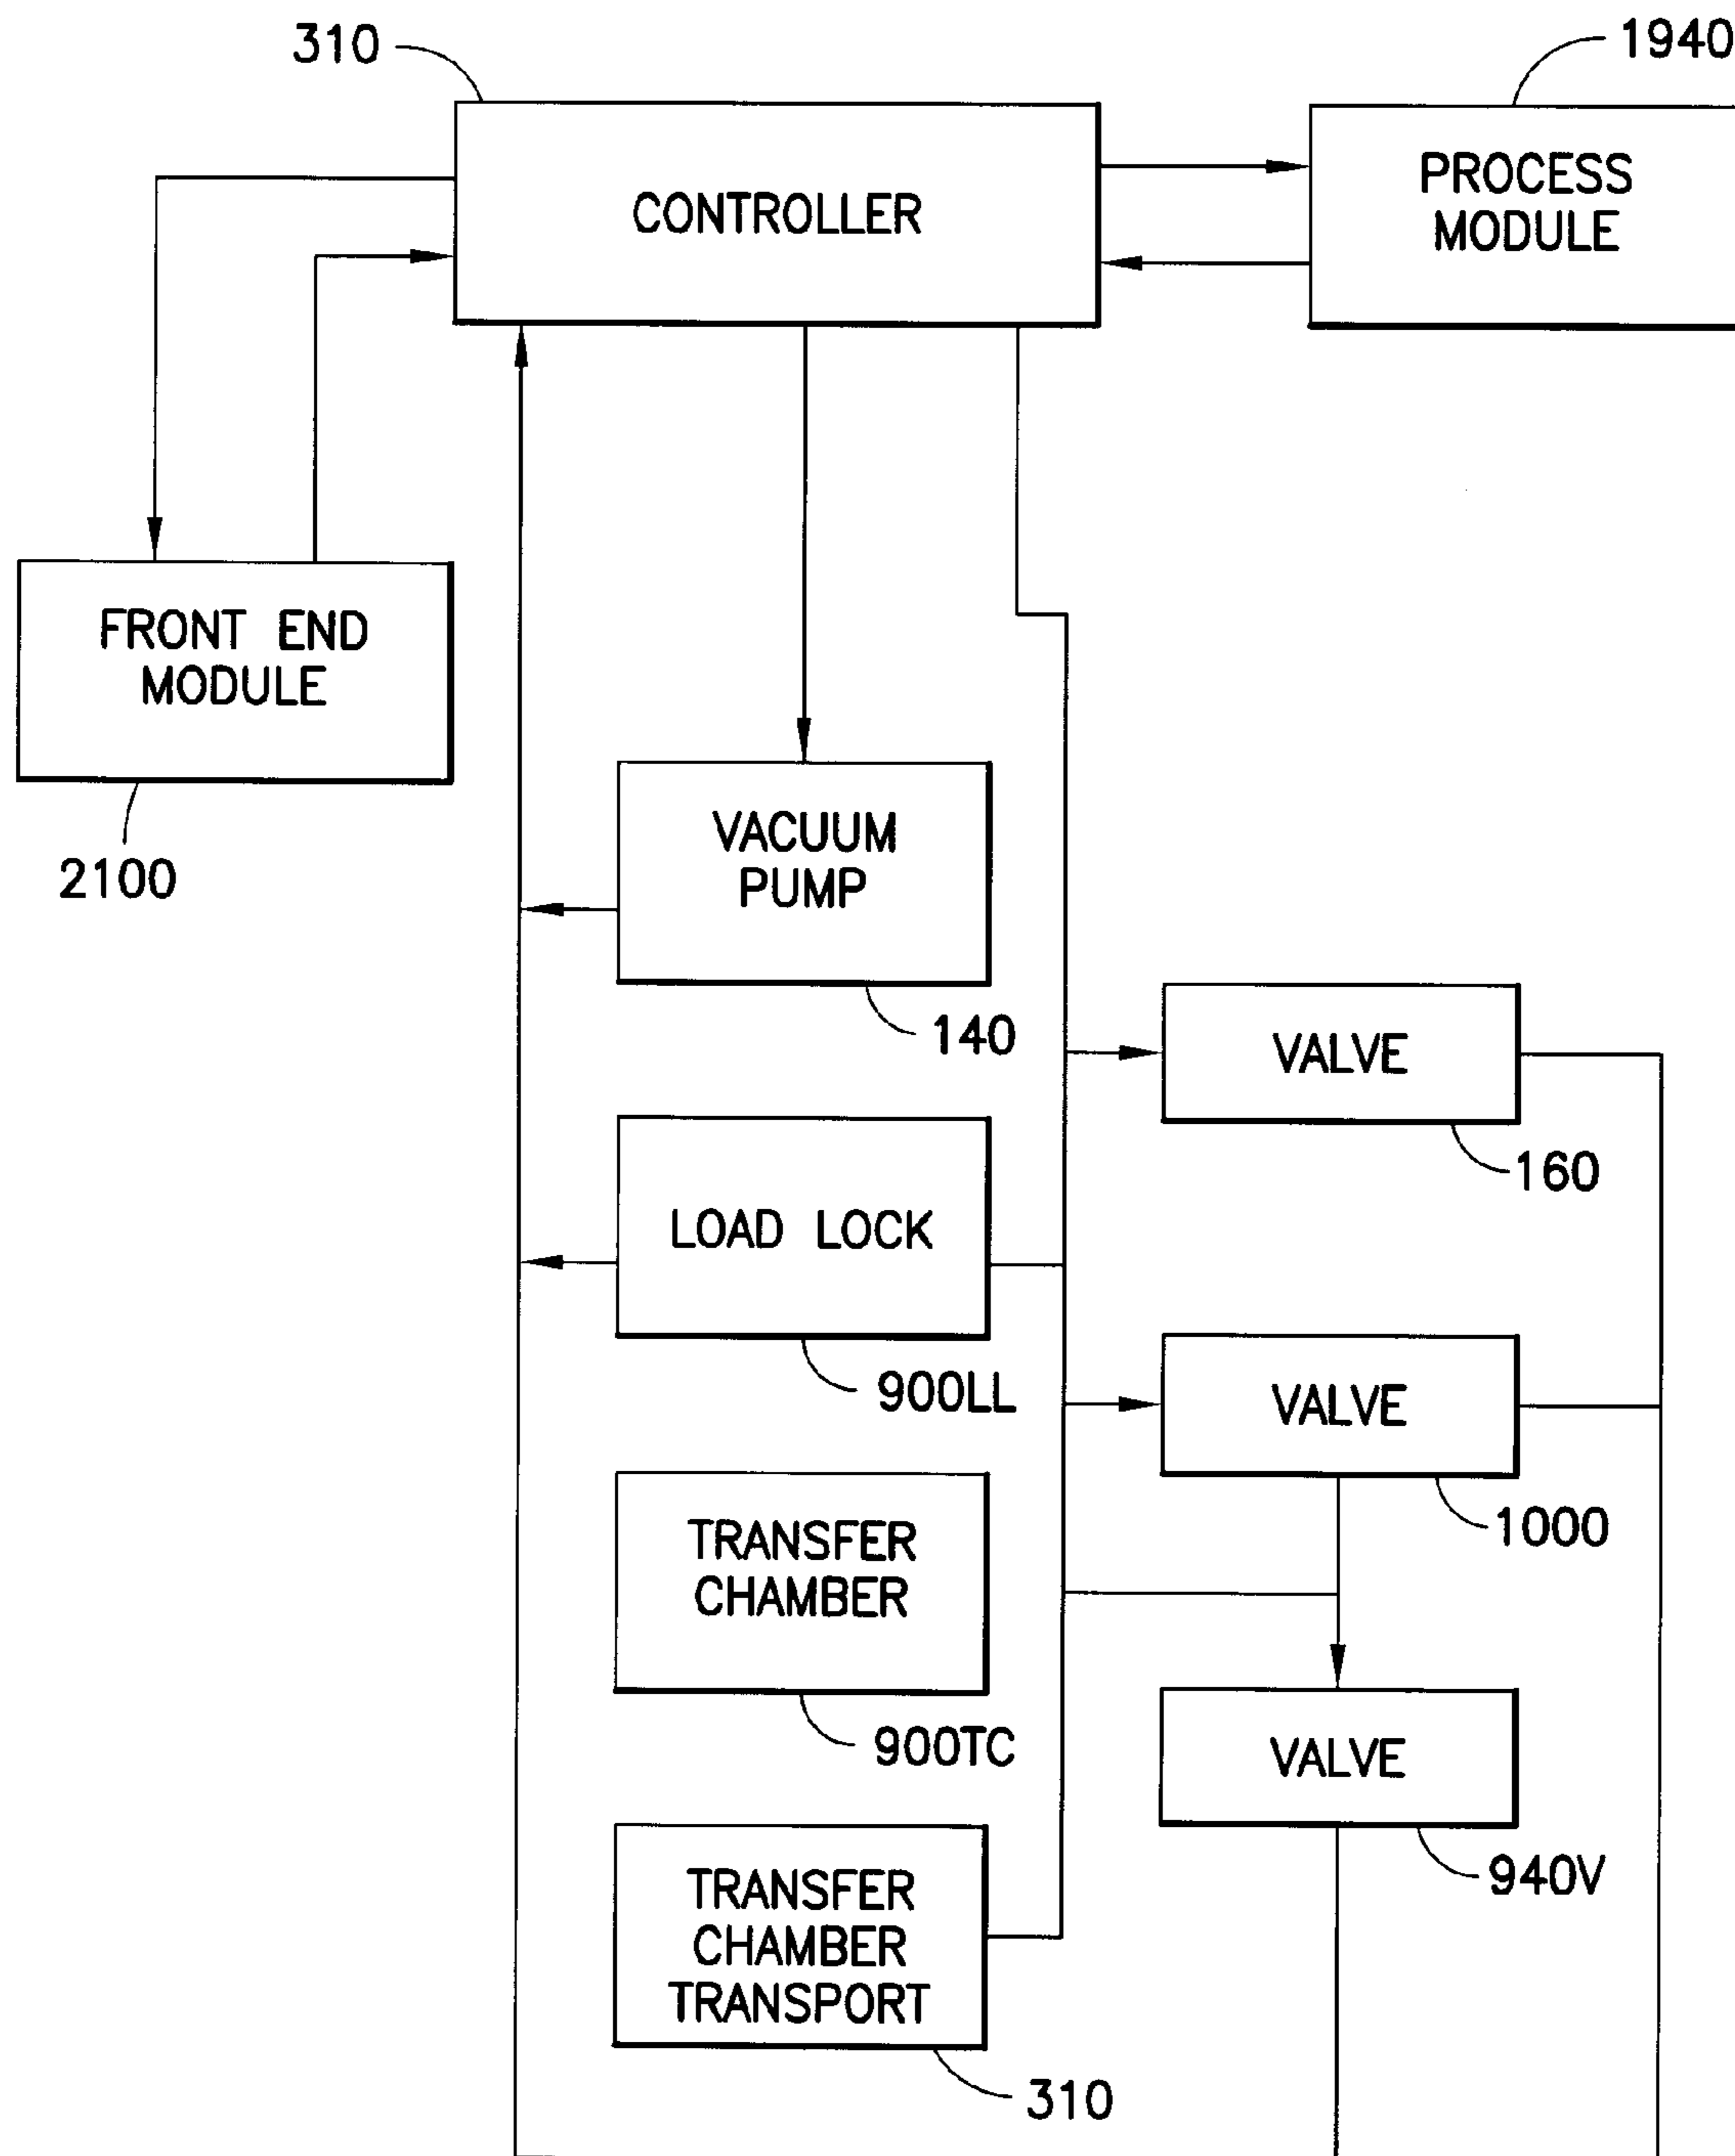 310
1940
CONTROLLER
PROCESS
MODULE
FRONT END
MODULE
2100
VACUUM
PUMP
140
VALVE
160
LOAD LOCK
900LL
VALVE
1000
TRANSFER
CHAMBER
900TC
VALVE
940V
TRANSFER
CHAMBER
TRANSPORT
310